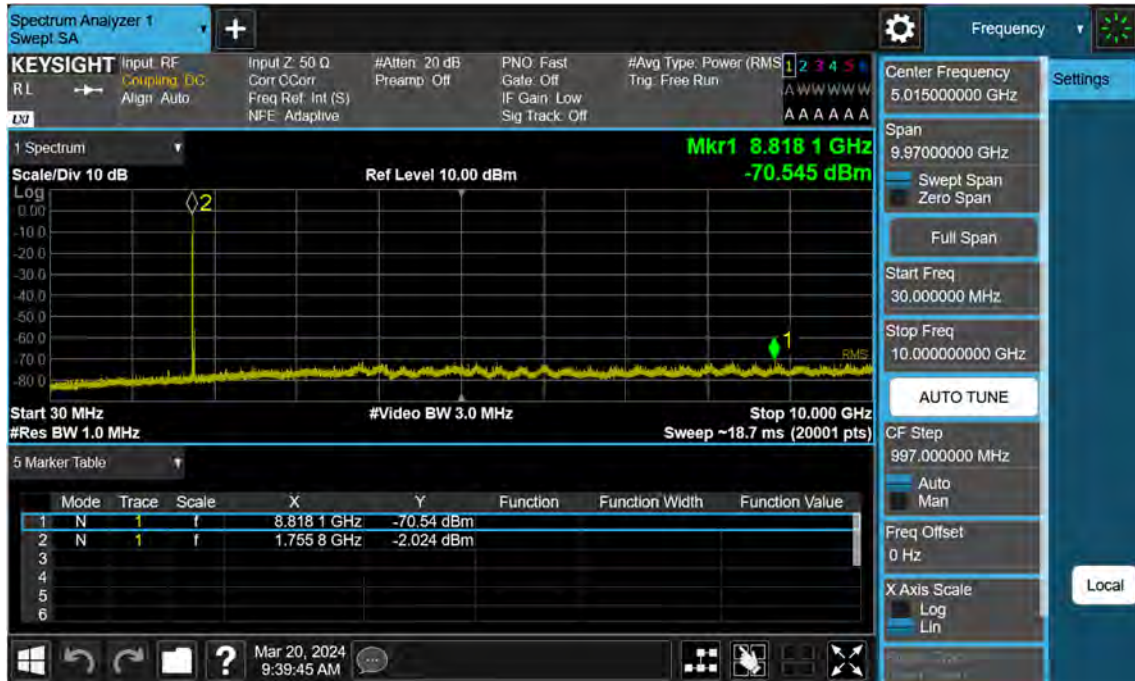 Spectrum Analyzer 1
Swept SA
+
Frequency
KEYSIGHT
RL
LXI
Input: RF
Coupling: DC
Align: Auto
Input Z: 50 Ω
Corr CCorr
Freq Ref: Int (S)
NFE: Adaptive
#Atten: 20 dB
Preamp: Off
PNO: Fast
Gate: Off
IF Gain: Low
Sig Track: Off
#Avg Type: Power (RMS
Trig: Free Run
1 2 3 4 5 6
A W W W W W
A A A A A A
Center Frequency
5.015000000 GHz
Settings
1 Spectrum
Scale/Div 10 dB
Ref Level 10.00 dBm
Mkr1 8.818 1 GHz
-70.545 dBm
Log
0.00
-10.0
-20.0
-30.0
-40.0
-50.0
-60.0
-70.0
-80.0
2
1
RMS
Start 30 MHz
#Res BW 1.0 MHz
#Video BW 3.0 MHz
Stop 10.000 GHz
Sweep ~18.7 ms (20001 pts)
Span
9.97000000 GHz
Swept Span
Zero Span
Full Span
Start Freq
30.000000 MHz
Stop Freq
10.000000000 GHz
AUTO TUNE
CF Step
997.000000 MHz
Auto
Man
Freq Offset
0 Hz
X Axis Scale
Log
Lin
Local
5 Marker Table
Mode Trace Scale X Y Function Function Width Function Value
1 N 1 f 8.818 1 GHz -70.54 dBm
2 N 1 f 1.755 8 GHz -2.024 dBm
3
4
5
6
?
Mar 20, 2024
9:39:45 AM